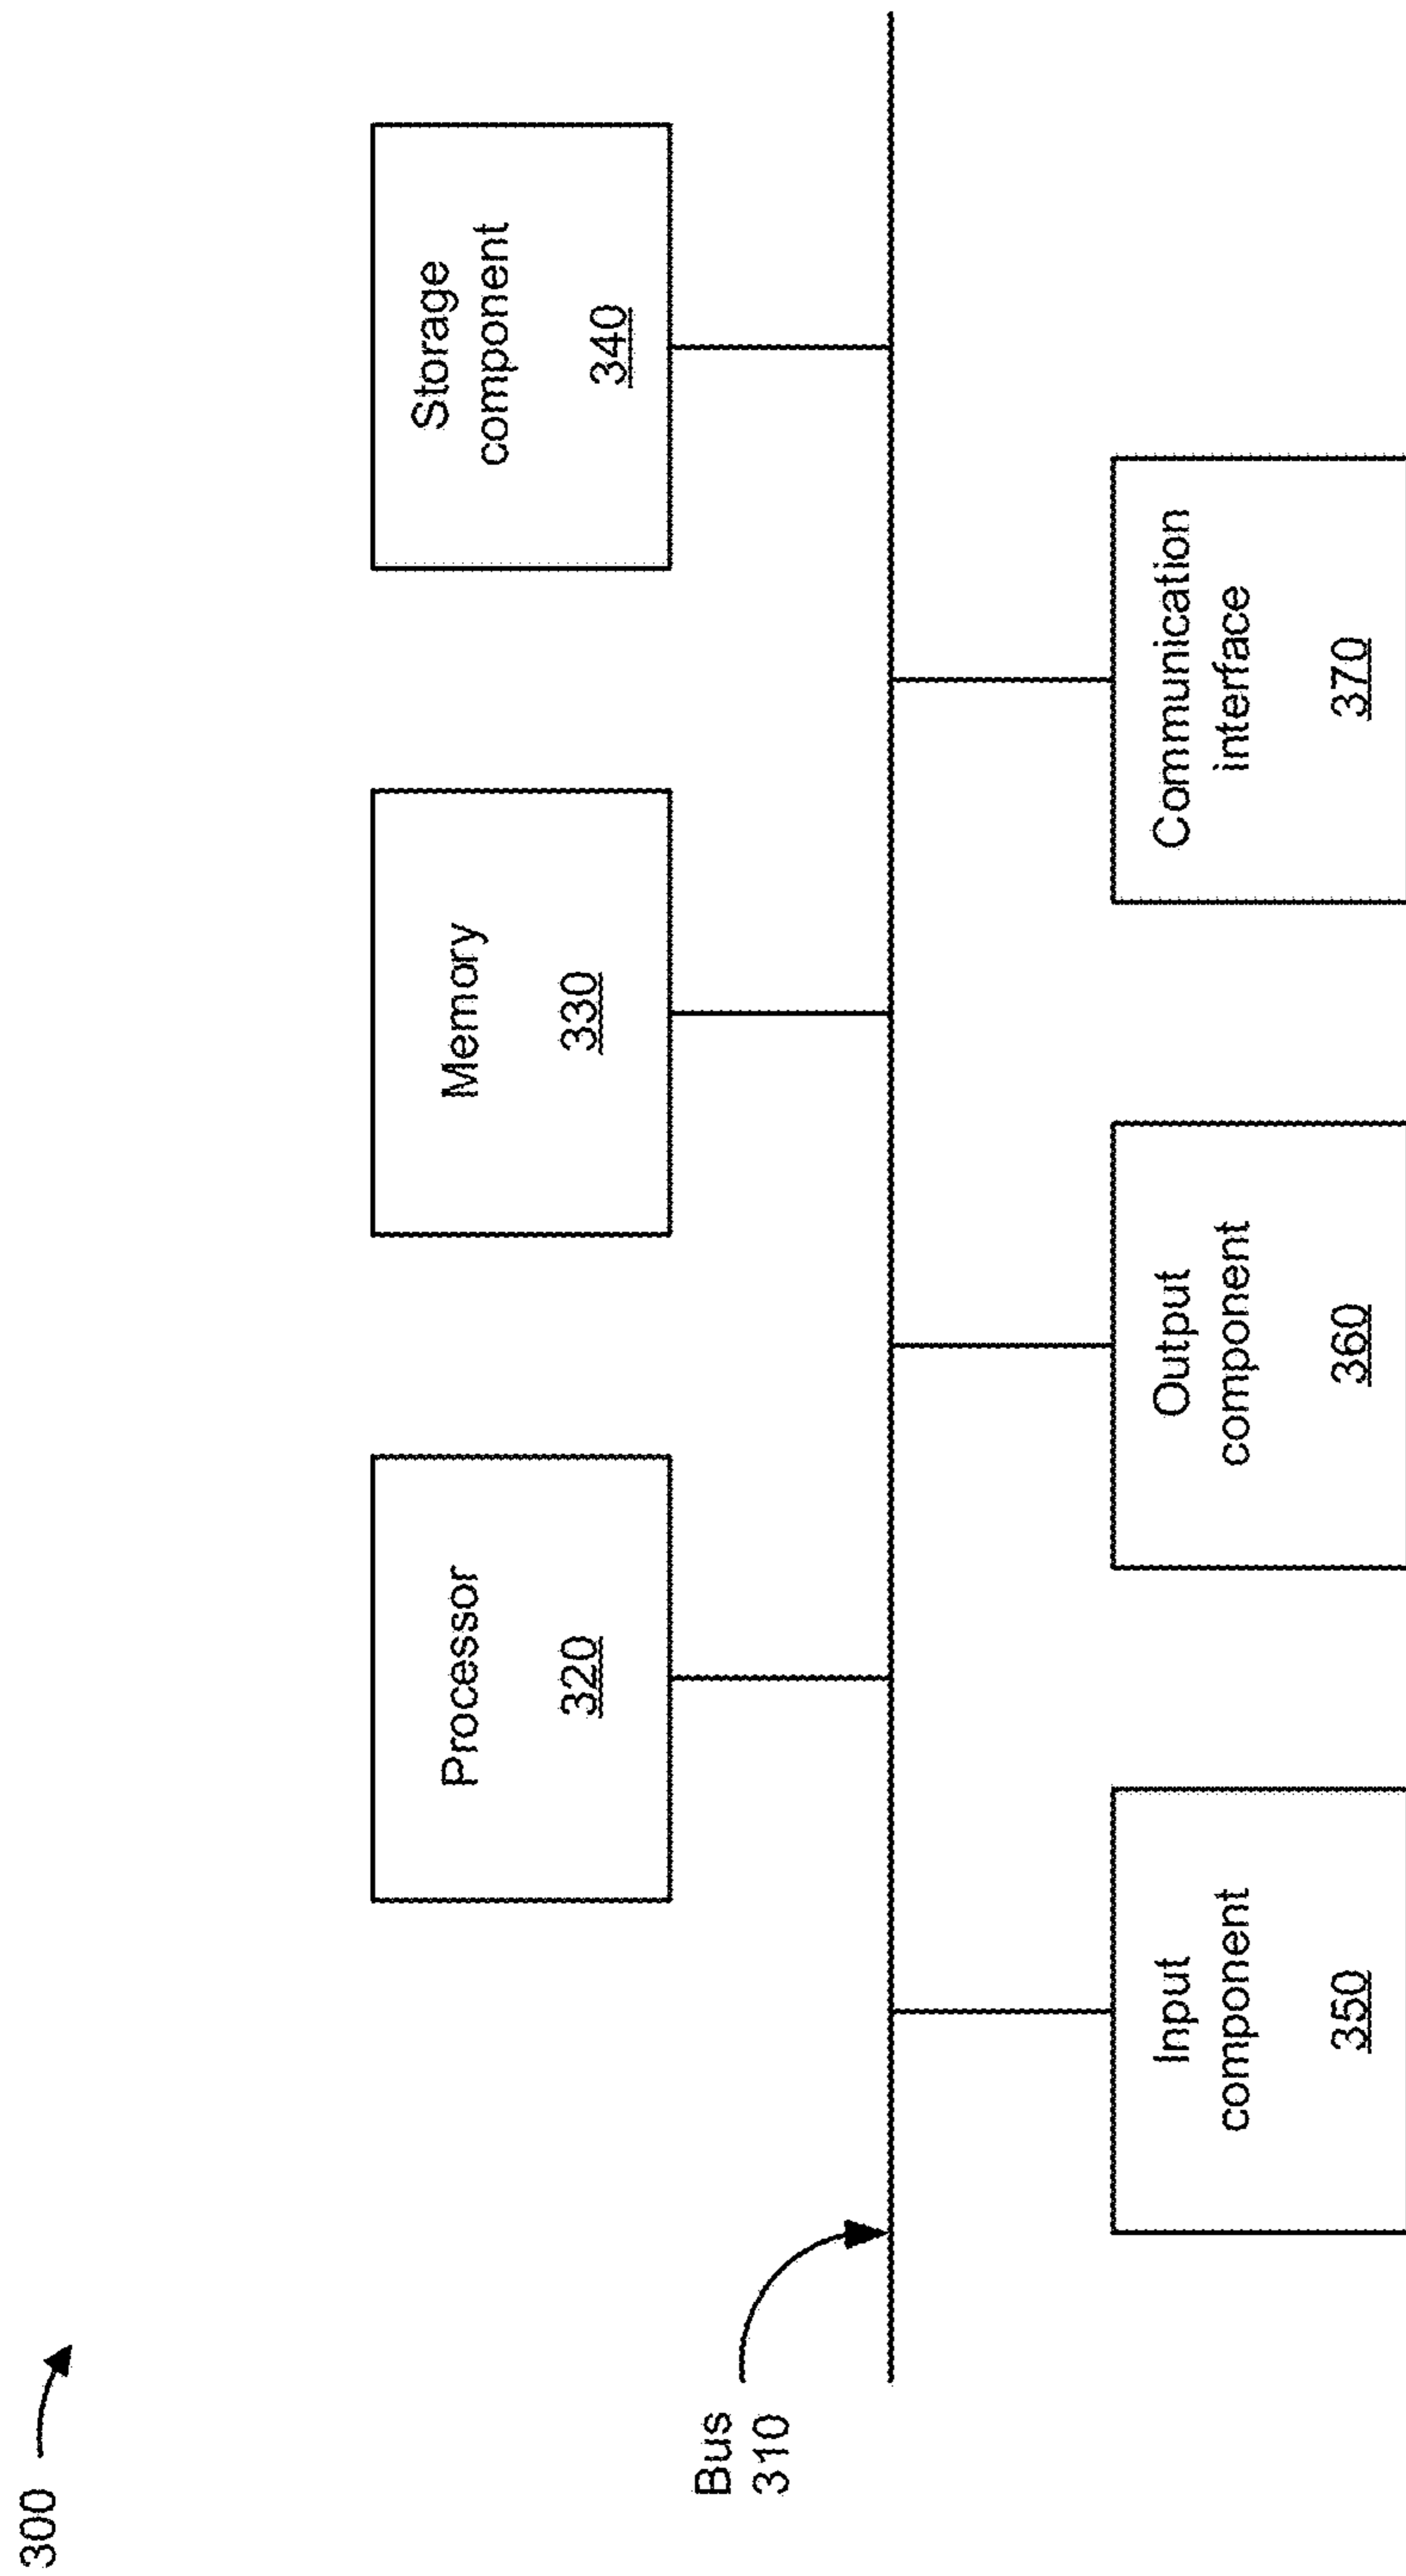 300
Processor
320
Memory
330
Storage
component
340
Bus
310
Input
component
350
Output
component
360
Communication
interface
370